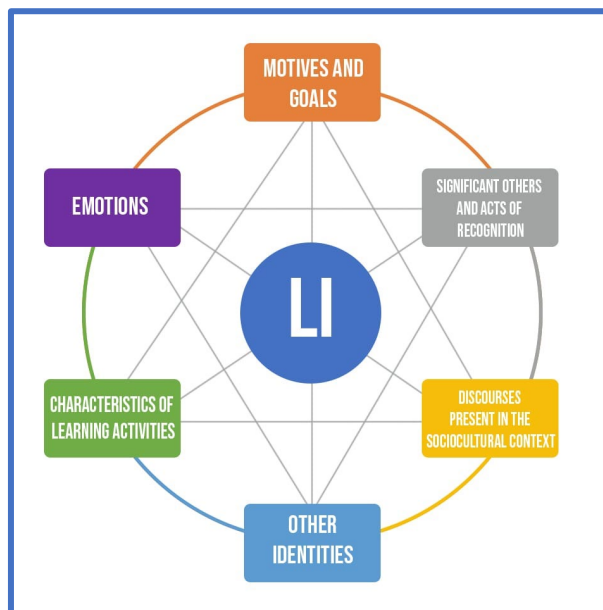 MOTIVES AND
GOALS
EMOTIONS
SIGNIFICANT OTHERS
AND ACTS OF
RECOGNITION
LI
CHARACTERISTICS OF
LEARNING ACTIVITIES
DISCOURSES
PRESENT IN THE
SOCIOCULTURAL CONTEXT
OTHER
IDENTITIES